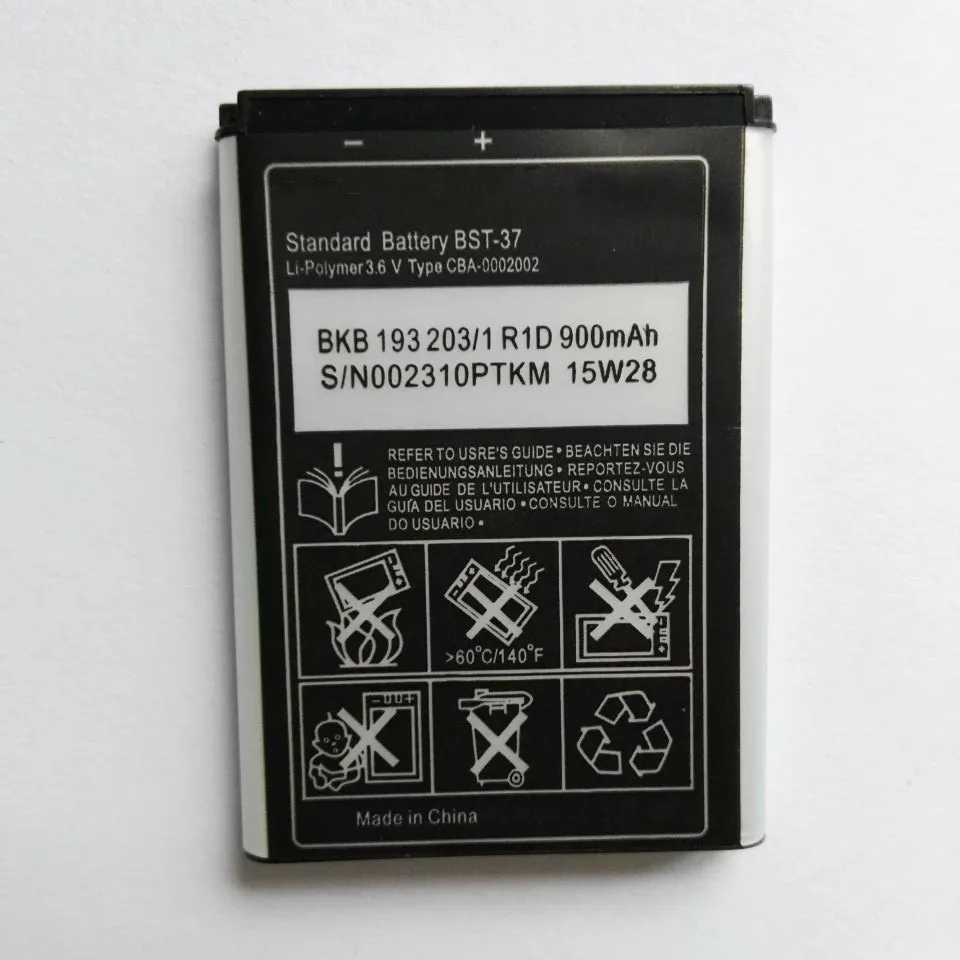 − +
Standard Battery BST-37
Li-Polymer 3.6 V Type CBA-0002002
BKB 193 203/1 R1D 900mAh
S/N002310PTKM 15W28
REFER TO USRE'S GUIDE • BEACHTEN SIE DIE
BEDIENUNGSANLEITUNG • REPORTEZ-VOUS
AU GUIDE DE L'UTILISATEUR • CONSULTE LA
GUÍA DEL USUARIO • CONSULTE O MANUAL
DO USUARIO •
>60°C/140°F
Made in China